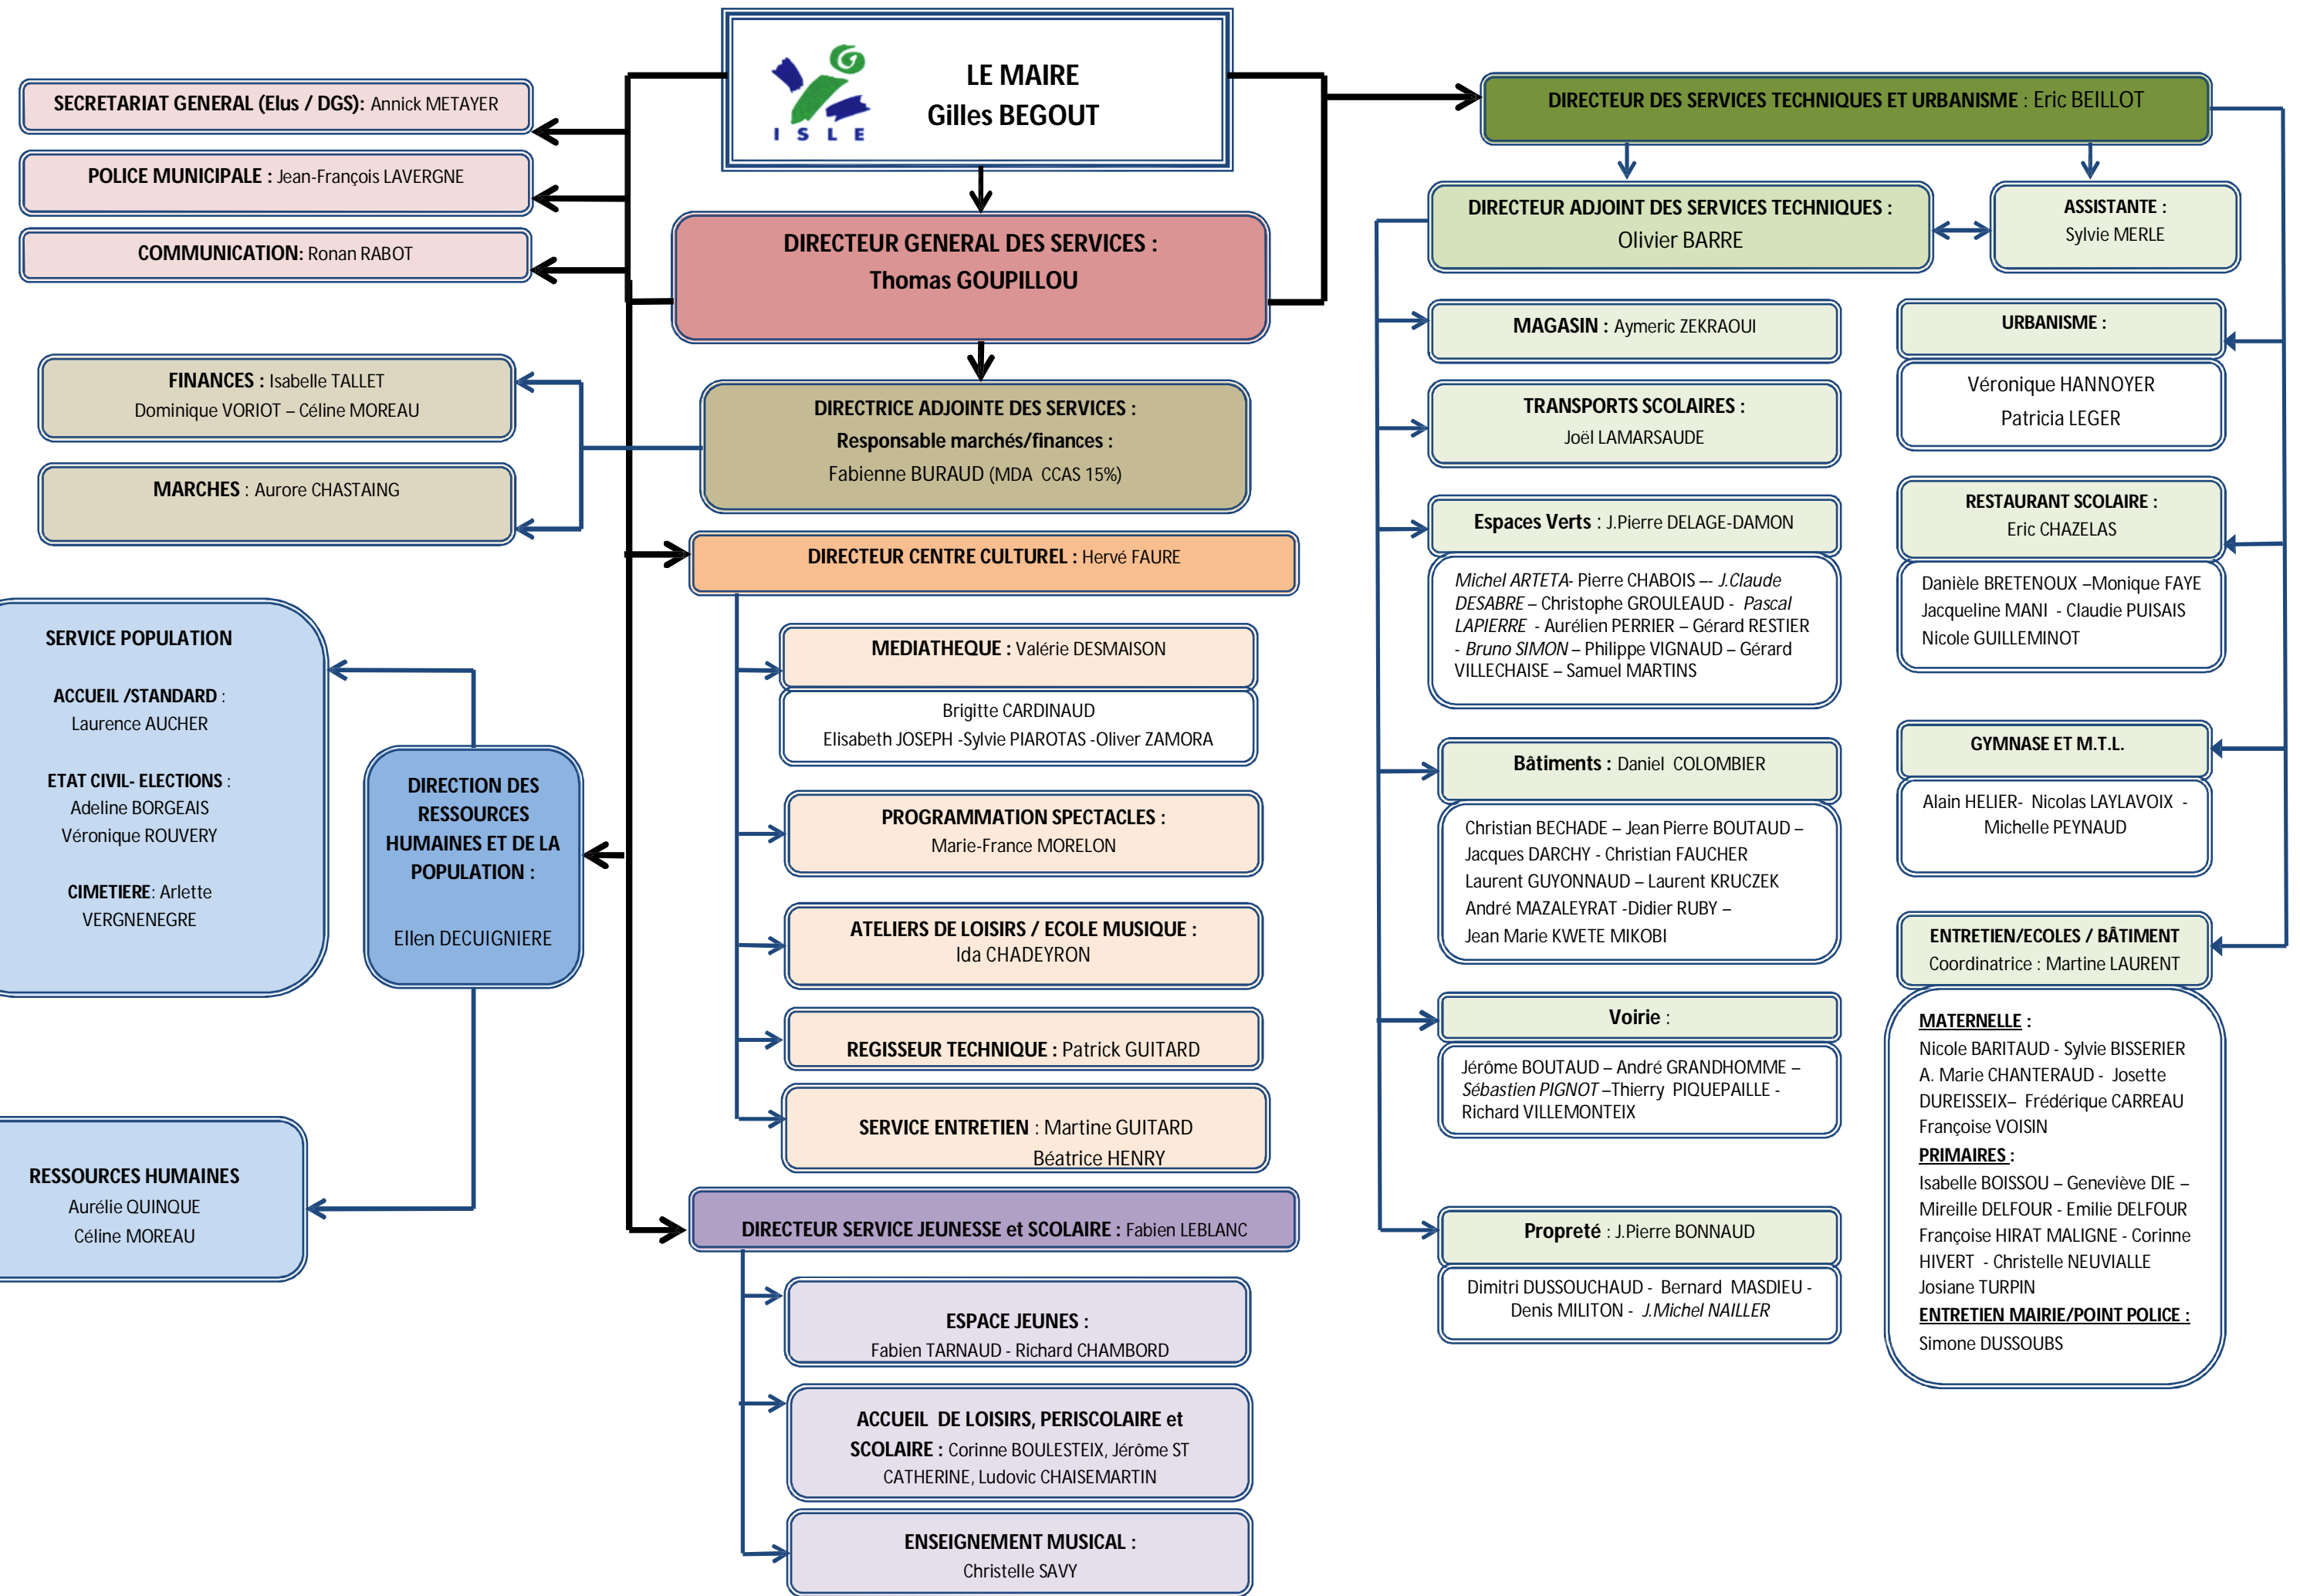 ISLE
LE MAIRE
Gilles BEGOUT
SECRETARIAT GENERAL (Elus / DGS): Annick METAYER
POLICE MUNICIPALE : Jean-François LAVERGNE
COMMUNICATION: Ronan RABOT
DIRECTEUR GENERAL DES SERVICES :
Thomas GOUPILLOU
FINANCES : Isabelle TALLET
Dominique VORIOT – Céline MOREAU
MARCHES : Aurore CHASTAING
DIRECTRICE ADJOINTE DES SERVICES :
Responsable marchés/finances :
Fabienne BURAUD (MDA CCAS 15%)
SERVICE POPULATION
ACCUEIL /STANDARD :
Laurence AUCHER
ETAT CIVIL- ELECTIONS :
Adeline BORGEAIS
Véronique ROUVERY
CIMETIERE: Arlette
VERGNENEGRE
DIRECTION DES
RESSOURCES
HUMAINES ET DE LA
POPULATION :
Ellen DECUIGNIERE
RESSOURCES HUMAINES
Aurélie QUINQUE
Céline MOREAU
DIRECTEUR CENTRE CULTUREL : Hervé FAURE
MEDIATHEQUE : Valérie DESMAISON
Brigitte CARDINAUD
Elisabeth JOSEPH -Sylvie PIAROTAS -Oliver ZAMORA
PROGRAMMATION SPECTACLES :
Marie-France MORELON
ATELIERS DE LOISIRS / ECOLE MUSIQUE :
Ida CHADEYRON
REGISSEUR TECHNIQUE : Patrick GUITARD
SERVICE ENTRETIEN : Martine GUITARD
Béatrice HENRY
DIRECTEUR SERVICE JEUNESSE et SCOLAIRE : Fabien LEBLANC
ESPACE JEUNES :
Fabien TARNAUD - Richard CHAMBORD
ACCUEIL DE LOISIRS, PERISCOLAIRE et
SCOLAIRE : Corinne BOULESTEIX, Jérôme ST
CATHERINE, Ludovic CHAISEMARTIN
ENSEIGNEMENT MUSICAL :
Christelle SAVY
DIRECTEUR DES SERVICES TECHNIQUES ET URBANISME : Eric BEILLOT
DIRECTEUR ADJOINT DES SERVICES TECHNIQUES :
Olivier BARRE
ASSISTANTE :
Sylvie MERLE
MAGASIN : Aymeric ZEKRAOUI
TRANSPORTS SCOLAIRES :
Joël LAMARSAUDE
Espaces Verts : J.Pierre DELAGE-DAMON
Michel ARTETA- Pierre CHABOIS –- J.Claude
DESABRE – Christophe GROULEAUD - Pascal
LAPIERRE - Aurélien PERRIER – Gérard RESTIER
- Bruno SIMON – Philippe VIGNAUD – Gérard
VILLECHAISE – Samuel MARTINS
Bâtiments : Daniel COLOMBIER
Christian BECHADE – Jean Pierre BOUTAUD –
Jacques DARCHY - Christian FAUCHER
Laurent GUYONNAUD – Laurent KRUCZEK
André MAZALEYRAT -Didier RUBY –
Jean Marie KWETE MIKOBI
Voirie :
Jérôme BOUTAUD – André GRANDHOMME –
Sébastien PIGNOT –Thierry PIQUEPAILLE -
Richard VILLEMONTEIX
Propreté : J.Pierre BONNAUD
Dimitri DUSSOUCHAUD - Bernard MASDIEU -
Denis MILITON - J.Michel NAILLER
URBANISME :
Véronique HANNOYER
Patricia LEGER
RESTAURANT SCOLAIRE :
Eric CHAZELAS
Danièle BRETENOUX –Monique FAYE
Jacqueline MANI - Claudie PUISAIS
Nicole GUILLEMINOT
GYMNASE ET M.T.L.
Alain HELIER- Nicolas LAYLAVOIX -
Michelle PEYNAUD
ENTRETIEN/ECOLES / BÂTIMENT
Coordinatrice : Martine LAURENT
MATERNELLE :
Nicole BARITAUD - Sylvie BISSERIER
A. Marie CHANTERAUD - Josette
DUREISSEIX– Frédérique CARREAU
Françoise VOISIN
PRIMAIRES :
Isabelle BOISSOU – Geneviève DIE –
Mireille DELFOUR - Emilie DELFOUR
Françoise HIRAT MALIGNE - Corinne
HIVERT - Christelle NEUVIALLE
Josiane TURPIN
ENTRETIEN MAIRIE/POINT POLICE :
Simone DUSSOUBS